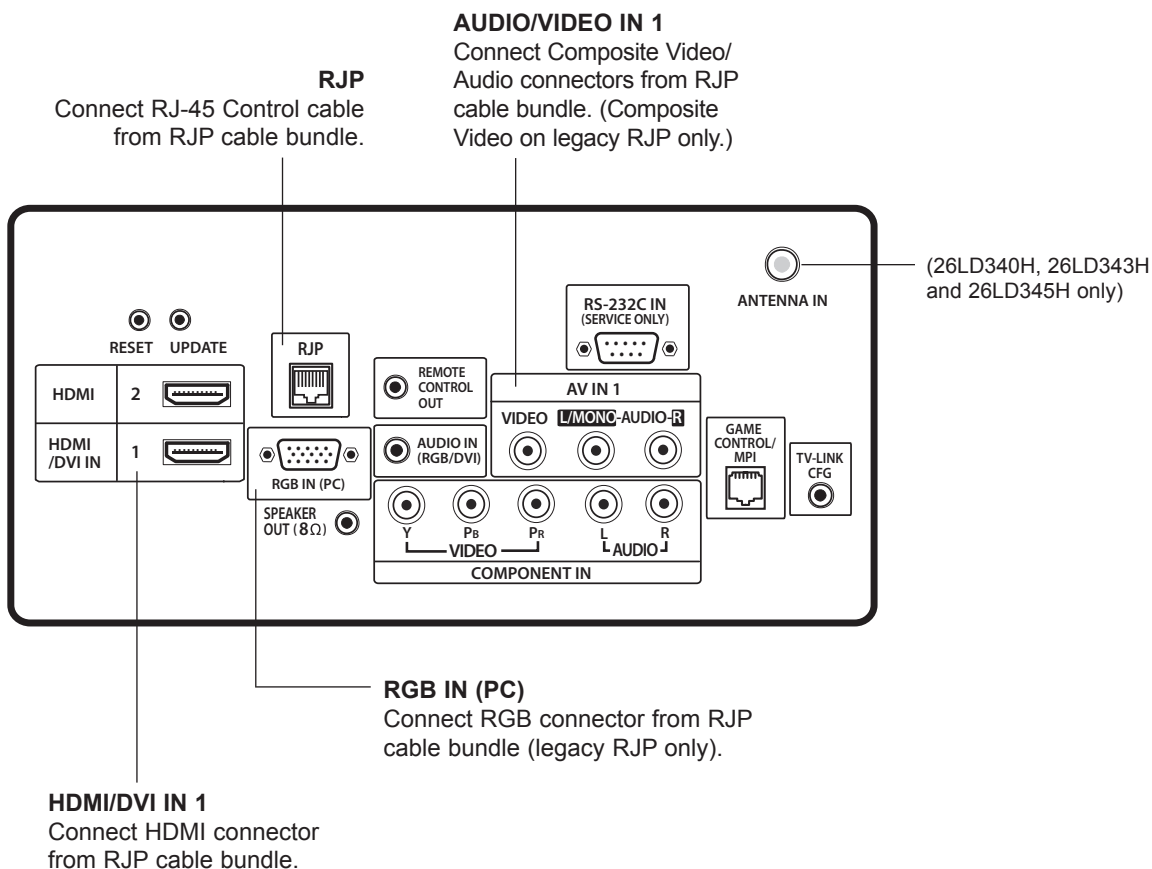 AUDIO/VIDEO IN 1
Connect Composite Video/
Audio connectors from RJP
cable bundle. (Composite
Video on legacy RJP only.)
RJP
Connect RJ-45 Control cable
from RJP cable bundle.
(26LD340H, 26LD343H
and 26LD345H only)
ANTENNA IN
RS-232C IN
(SERVICE ONLY)
RESET UPDATE
RJP
HDMI 2
HDMI
/DVI IN 1
RGB IN (PC)
SPEAKER
OUT (8Ω)
REMOTE
CONTROL
OUT
AUDIO IN
(RGB/DVI)
AV IN 1
VIDEO L/MONO-AUDIO-R
GAME
CONTROL/
MPI
TV-LINK
CFG
Y PB PR L R
VIDEO AUDIO
COMPONENT IN
RGB IN (PC)
Connect RGB connector from RJP
cable bundle (legacy RJP only).
HDMI/DVI IN 1
Connect HDMI connector
from RJP cable bundle.